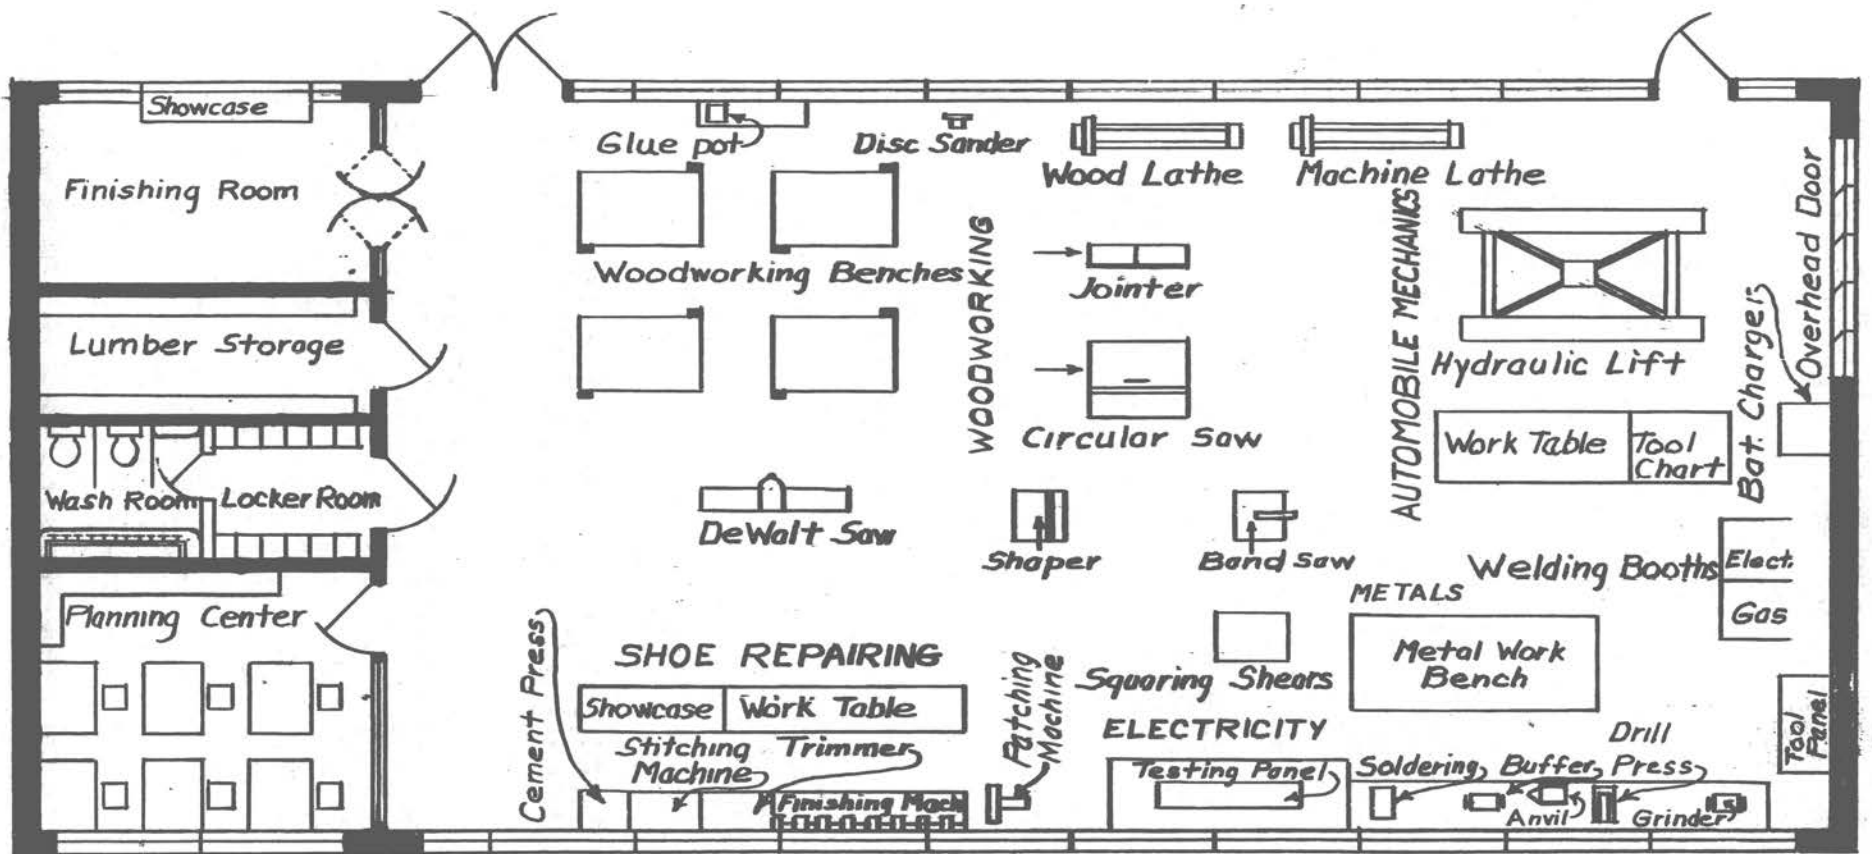 Showcase
Glue pot
Disc Sander
Wood Lathe
Machine Lathe
Finishing Room
WOODWORKING
AUTOMOBILE MECHANICS
Overhead Door
Woodworking Benches
Jointer
Lumber Storage
Hydraulic Lift
Bat. Charger
Circular Saw
Work Table
Tool
Chart
Wash Room
Locker Room
DeWalt Saw
Shaper
Band Saw
Welding Booths
Elect.
Gas
METALS
Planning Center
Cement Press
SHOE REPAIRING
Patching
Machine
Squaring Shears
Metal Work
Bench
Showcase
Work Table
ELECTRICITY
Drill
Press
Tool
Panel
Stitching
Machine
Trimmer
Testing Panel
Soldering
Buffer
Finishing Mach
Anvil
Grinder